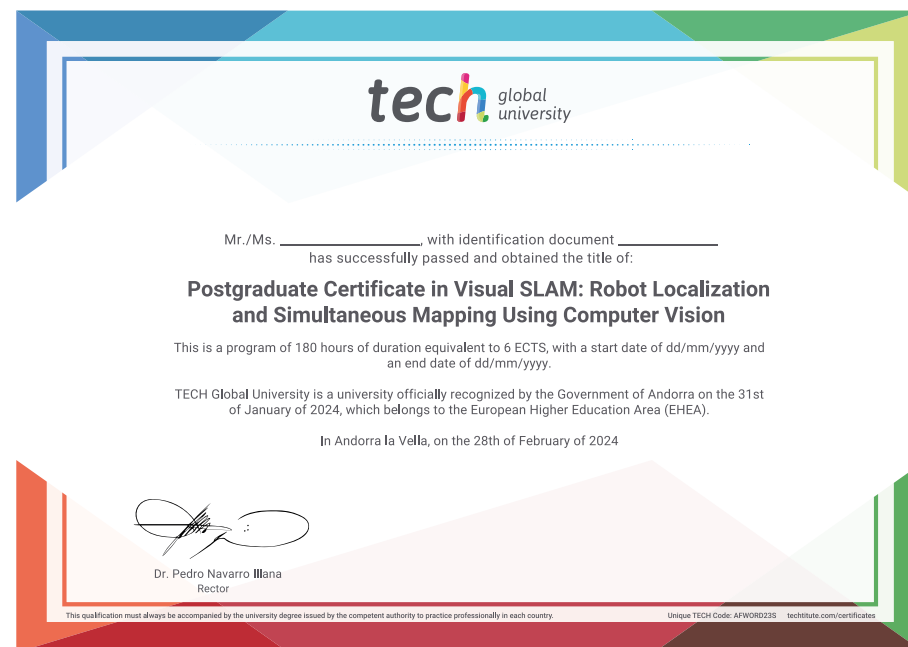 tech global university
Mr./Ms. ____________, with identification document ____________
has successfully passed and obtained the title of:
Postgraduate Certificate in Visual SLAM: Robot Localization
and Simultaneous Mapping Using Computer Vision
This is a program of 180 hours of duration equivalent to 6 ECTS, with a start date of dd/mm/yyyy and
an end date of dd/mm/yyyy.
TECH Global University is a university officially recognized by the Government of Andorra on the 31st
of January of 2024, which belongs to the European Higher Education Area (EHEA).
In Andorra la Vella, on the 28th of February of 2024
Dr. Pedro Navarro Illana
Rector
This qualification must always be accompanied by the university degree issued by the competent authority to practice professionally in each country.
Unique TECH Code: AFWORD23S techtitute.com/certificates